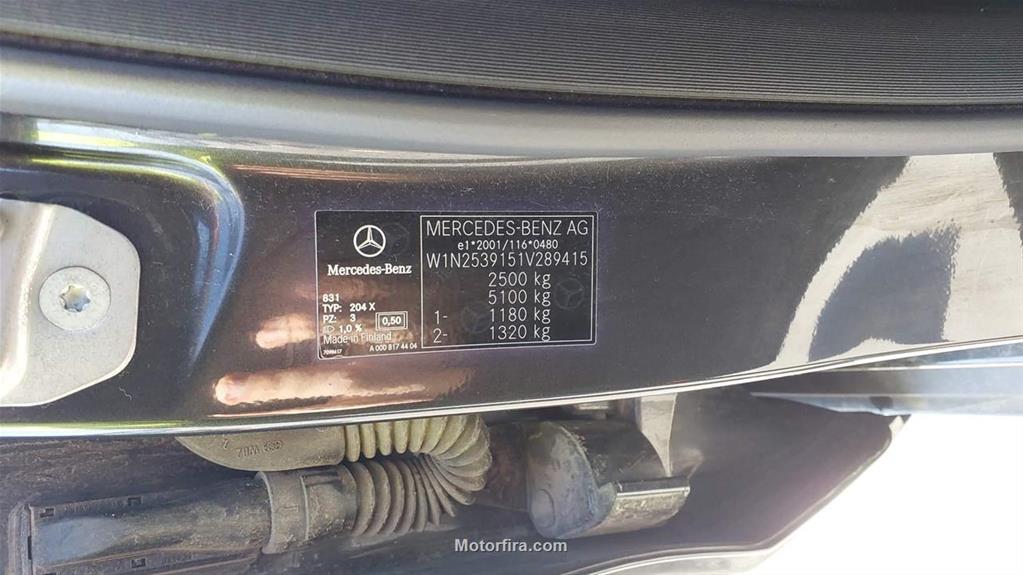 MERCEDES-BENZ AG
e1*2001/116*0480
Mercedes-Benz
W1N2539151V289415
2500 kg
5100 kg
1- 1180 kg
2- 1320 kg
831
TYP: 204 X
PZ: 3
1,0 % 0,50
Made in Finland
A 000 817 44 04
Motorfira.com